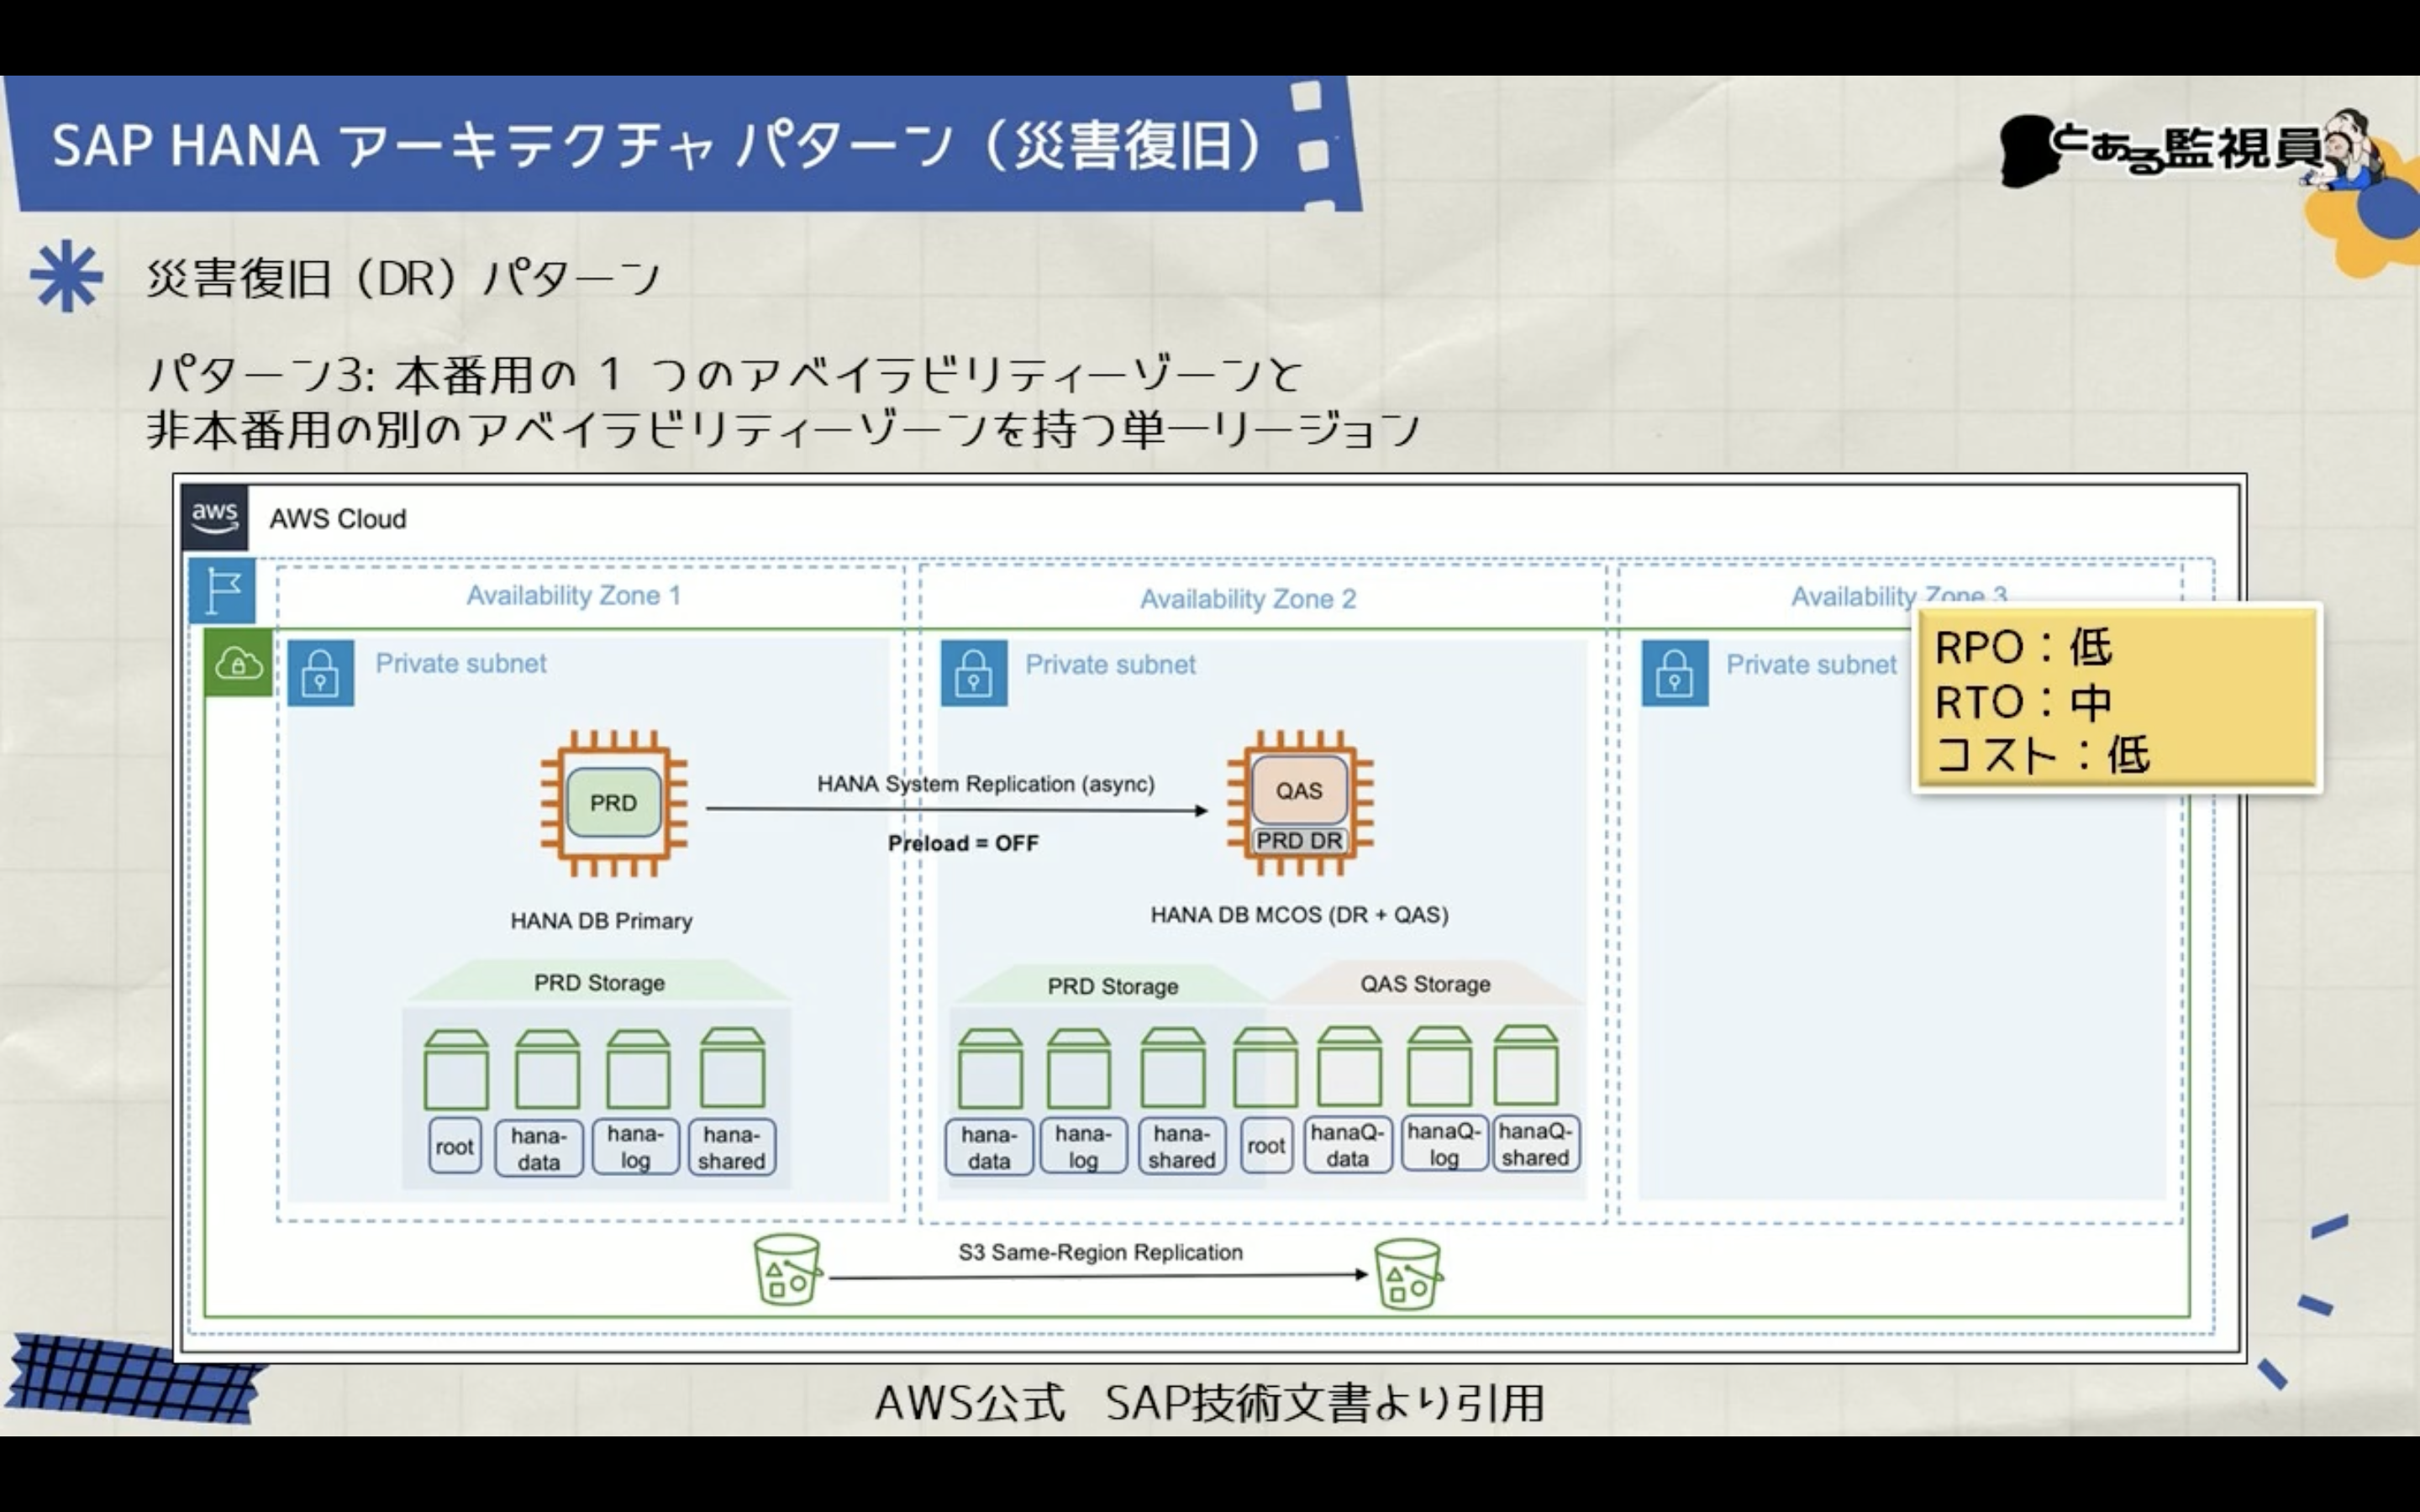 SAP HANA アーキテクチャ パターン（災害復旧）
とある監視員
災害復旧（DR）パターン
パターン3: 本番用の 1 つのアベイラビリティーゾーンと
非本番用の別のアベイラビリティーゾーンを持つ単一リージョン
aws
AWS Cloud
Availability Zone 1
Availability Zone 2
Availability Zone 3
Private subnet
Private subnet
Private subnet
RPO：低
RTO：中
コスト：低
PRD
HANA System Replication (async)
Preload = OFF
QAS
PRD DR
HANA DB Primary
HANA DB MCOS (DR + QAS)
PRD Storage
PRD Storage
QAS Storage
root
hana-
data
hana-
log
hana-
shared
hana-
data
hana-
log
hana-
shared
root
hanaQ-
data
hanaQ-
log
hanaQ-
shared
S3 Same-Region Replication
AWS公式 SAP技術文書より引用